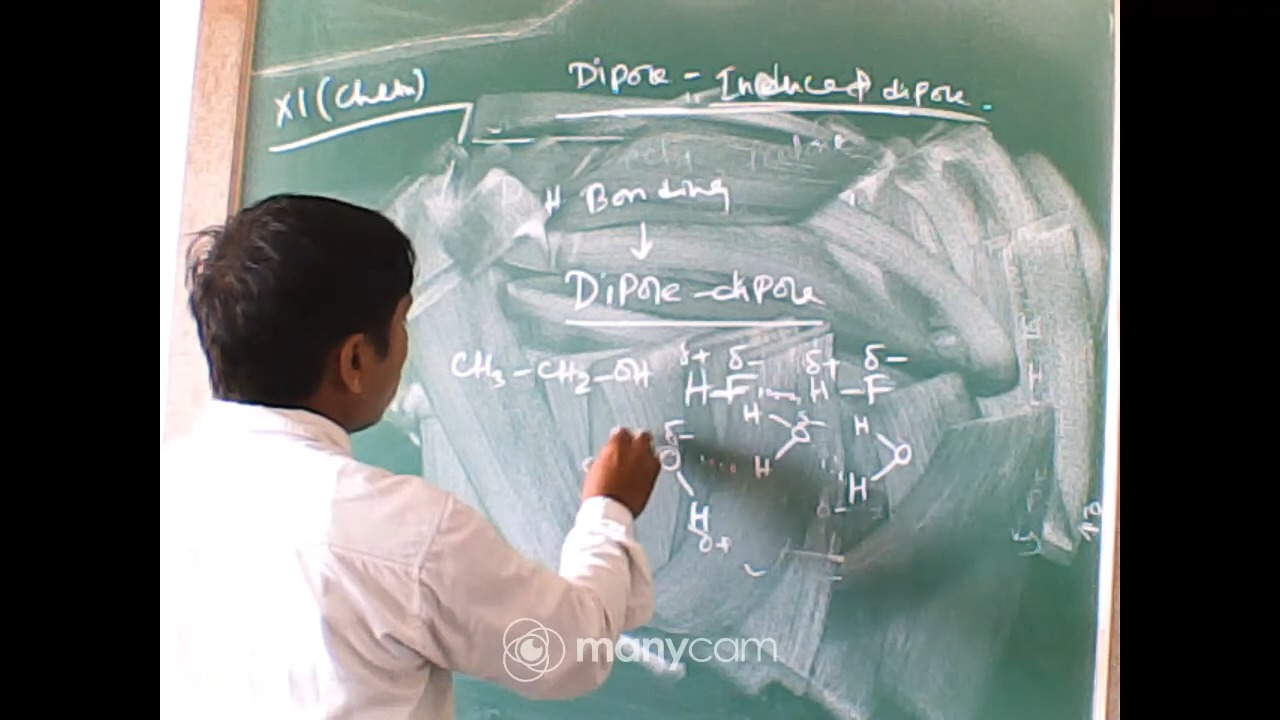 XI (Chem)
Dipole - Induced dipole.
H Bonding
↓
Dipole-dipole
CH3-CH2-OH
δ+ δ- δ+ δ-
H-F.....H-F
H δ- H
δ- O O
O .... H H
H
δ+
manycam